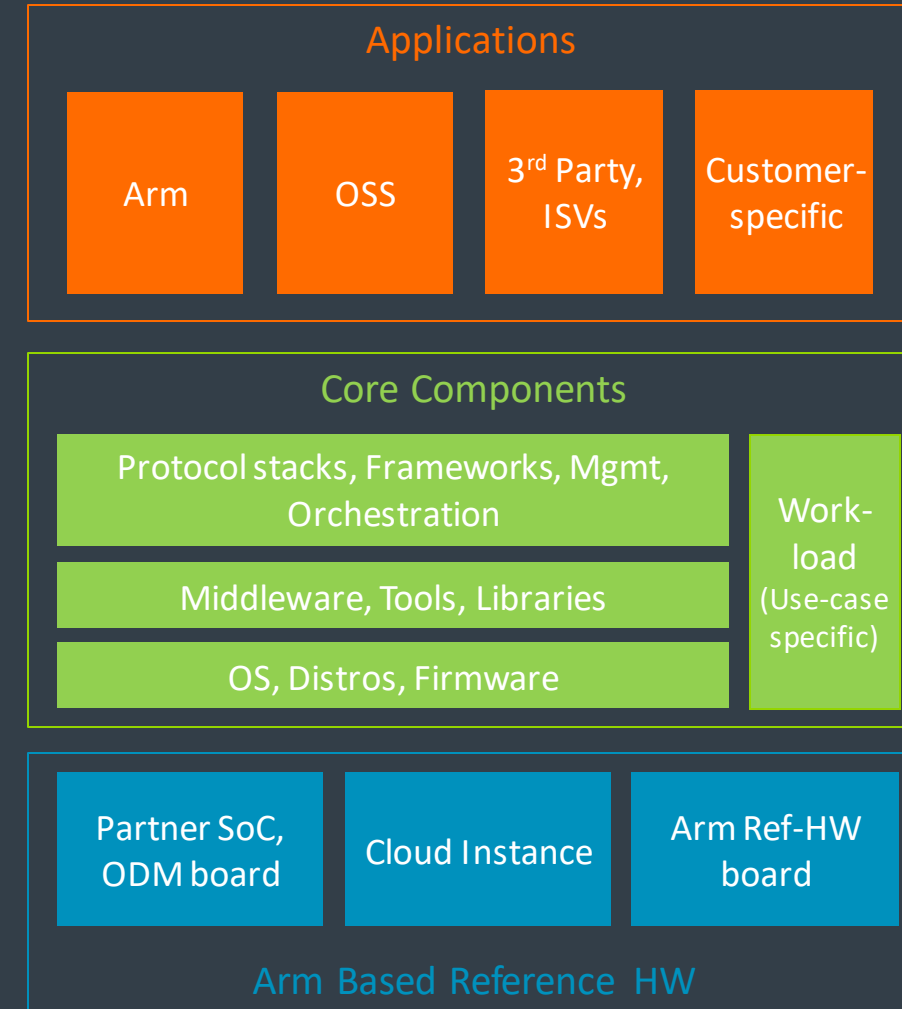 Applications
Arm
OSS
3rd Party,
ISVs
Customer-
specific
Core Components
Protocol stacks, Frameworks, Mgmt,
Orchestration
Middleware, Tools, Libraries
OS, Distros, Firmware
Work-
load
(Use-case
specific)
Partner SoC,
ODM board
Cloud Instance
Arm Ref-HW
board
Arm Based Reference HW